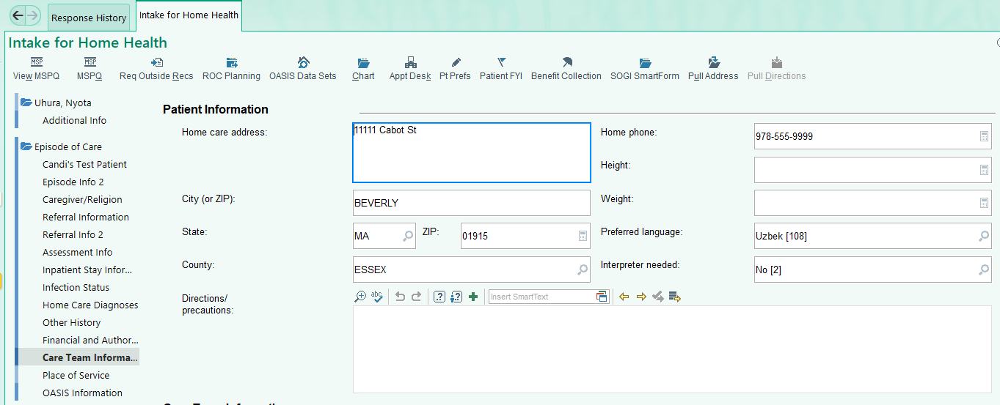 Response History
Intake for Home Health
Intake for Home Health
View MSPQ
MSPQ
Req Outside Recs
ROC Planning
OASIS Data Sets
Chart
Appt Desk
Pt Prefs
Patient FYI
Benefit Collection
SOGI SmartForm
Pull Address
Pull Directions
Uhura, Nyota
Additional Info
Episode of Care
Candi's Test Patient
Episode Info 2
Caregiver/Religion
Referral Information
Referral Info 2
Assessment Info
Inpatient Stay Infor...
Infection Status
Home Care Diagnoses
Other History
Financial and Author...
Care Team Informa...
Place of Service
OASIS Information
Patient Information
Home care address:
11111 Cabot St
Home phone:
978-555-9999
Height:
City (or ZIP):
BEVERLY
Weight:
State:
MA
ZIP:
01915
Preferred language:
Uzbek [108]
County:
ESSEX
Interpreter needed:
No [2]
Directions/
precautions:
abc
Insert SmartText